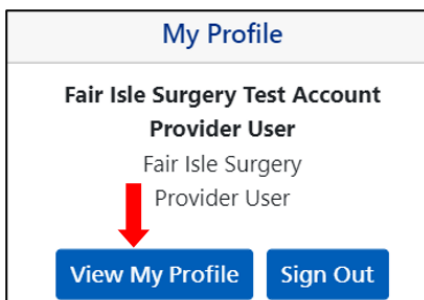 My Profile
Fair Isle Surgery Test Account
Provider User
Fair Isle Surgery
Provider User
View My Profile
Sign Out